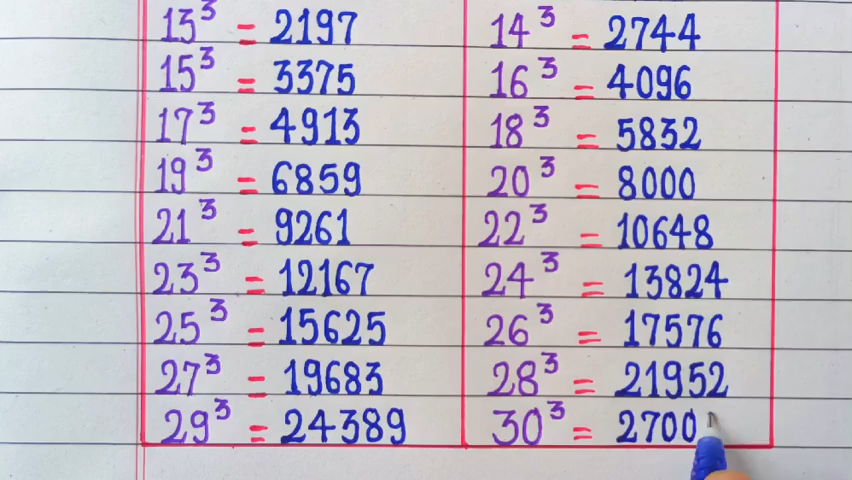 13³ = 2197 14³ = 2744
15³ = 3375 16³ = 4096
17³ = 4913 18³ = 5832
19³ = 6859 20³ = 8000
21³ = 9261 22³ = 10648
23³ = 12167 24³ = 13824
25³ = 15625 26³ = 17576
27³ = 19683 28³ = 21952
29³ = 24389 30³ = 2700